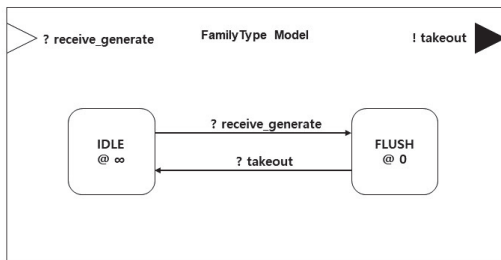 ? receive_generate
FamilyType Model
! takeout
? receive_generate
IDLE
@ ∞
FLUSH
@ 0
? takeout